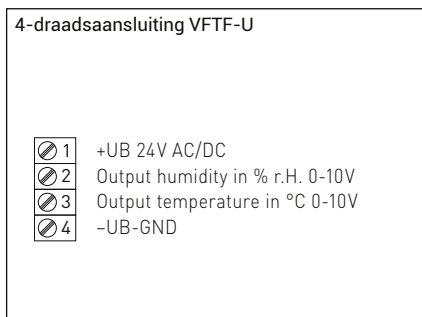 4-draadsaansluiting VFTF-U
1 +UB 24V AC/DC
2 Output humidity in % r.H. 0-10V
3 Output temperature in °C 0-10V
4 –UB-GND